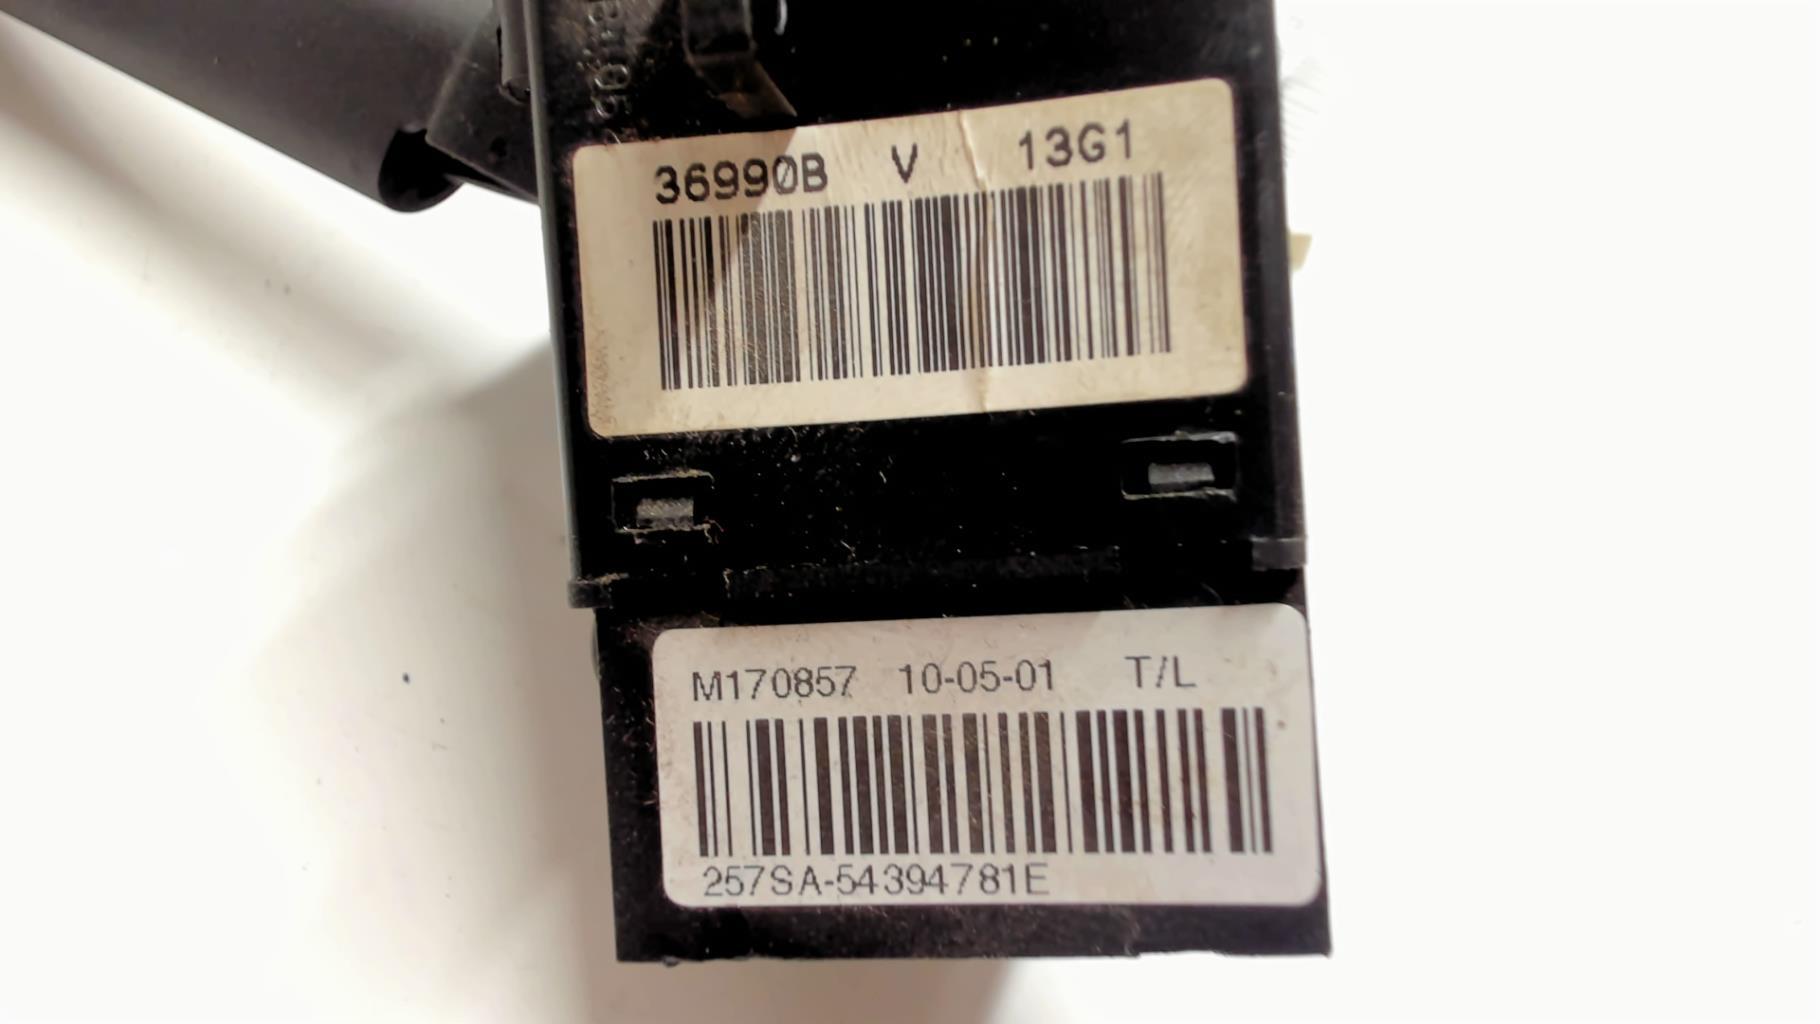 36990B V 13G1
M170857 10-05-01 T/L
257SA-54394781E